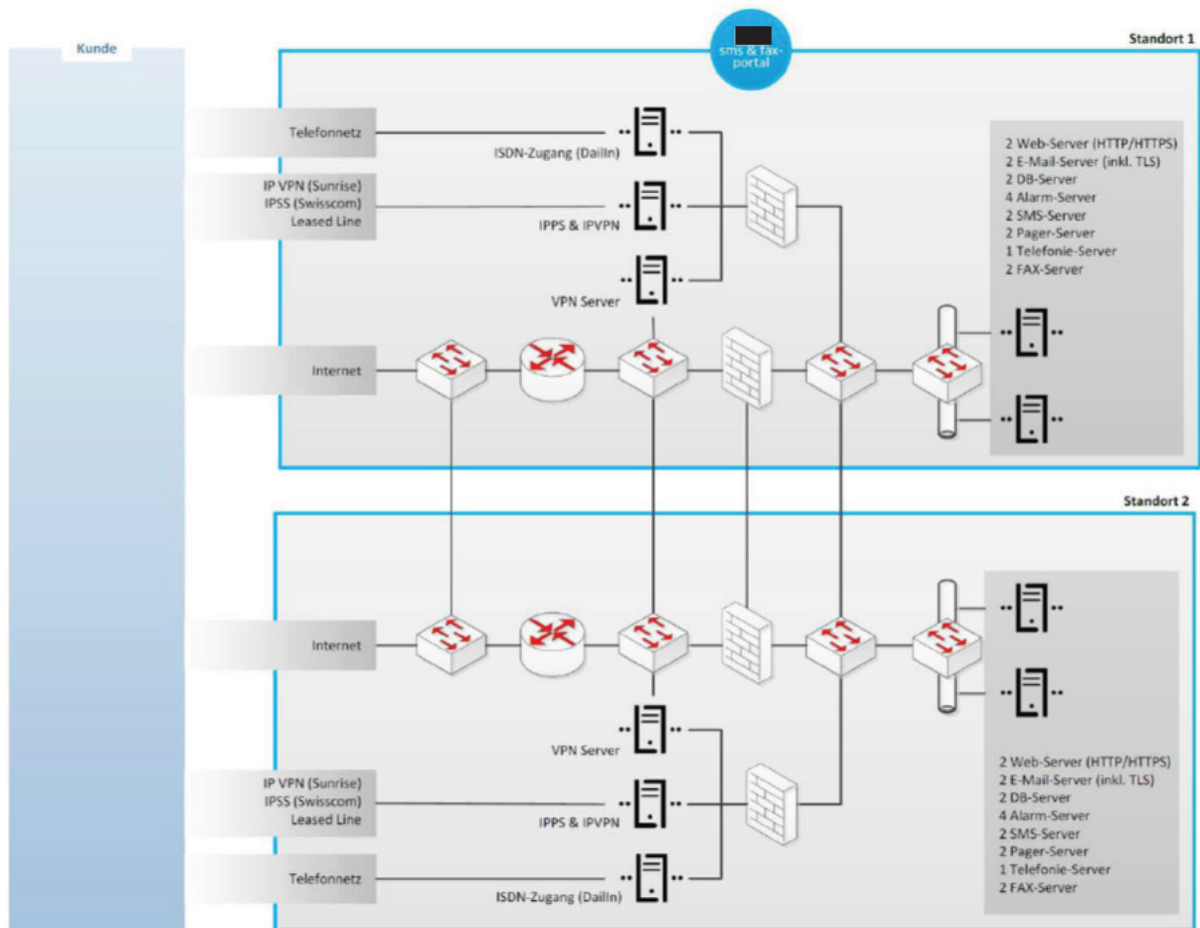 Kunde
Standort 1
sms & fax-
portal
Telefonnetz
ISDN-Zugang (DailIn)
IP VPN (Sunrise)
IPSS (Swisscom)
Leased Line
IPPS & IPVPN
VPN Server
Internet
2 Web-Server (HTTP/HTTPS)
2 E-Mail-Server (inkl. TLS)
2 DB-Server
4 Alarm-Server
2 SMS-Server
2 Pager-Server
1 Telefonie-Server
2 FAX-Server
Standort 2
Internet
VPN Server
IP VPN (Sunrise)
IPSS (Swisscom)
Leased Line
IPPS & IPVPN
Telefonnetz
ISDN-Zugang (DailIn)
2 Web-Server (HTTP/HTTPS)
2 E-Mail-Server (inkl. TLS)
2 DB-Server
4 Alarm-Server
2 SMS-Server
2 Pager-Server
1 Telefonie-Server
2 FAX-Server